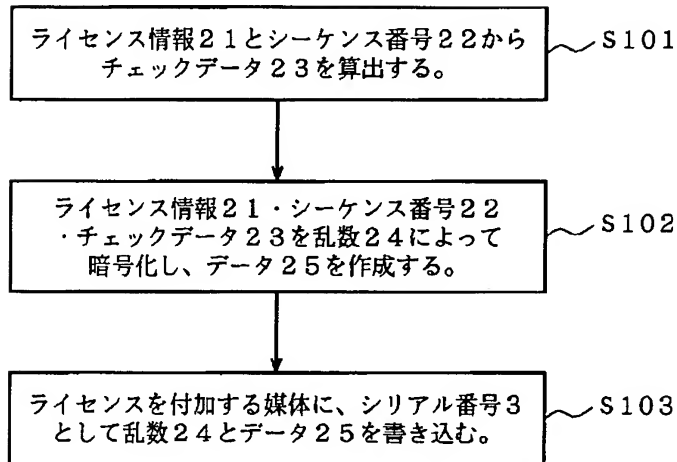 ライセンス情報２１とシーケンス番号２２から
チェックデータ２３を算出する。
Ｓ１０１
ライセンス情報２１・シーケンス番号２２
・チェックデータ２３を乱数２４によって
暗号化し、データ２５を作成する。
Ｓ１０２
ライセンスを付加する媒体に、シリアル番号３
として乱数２４とデータ２５を書き込む。
Ｓ１０３